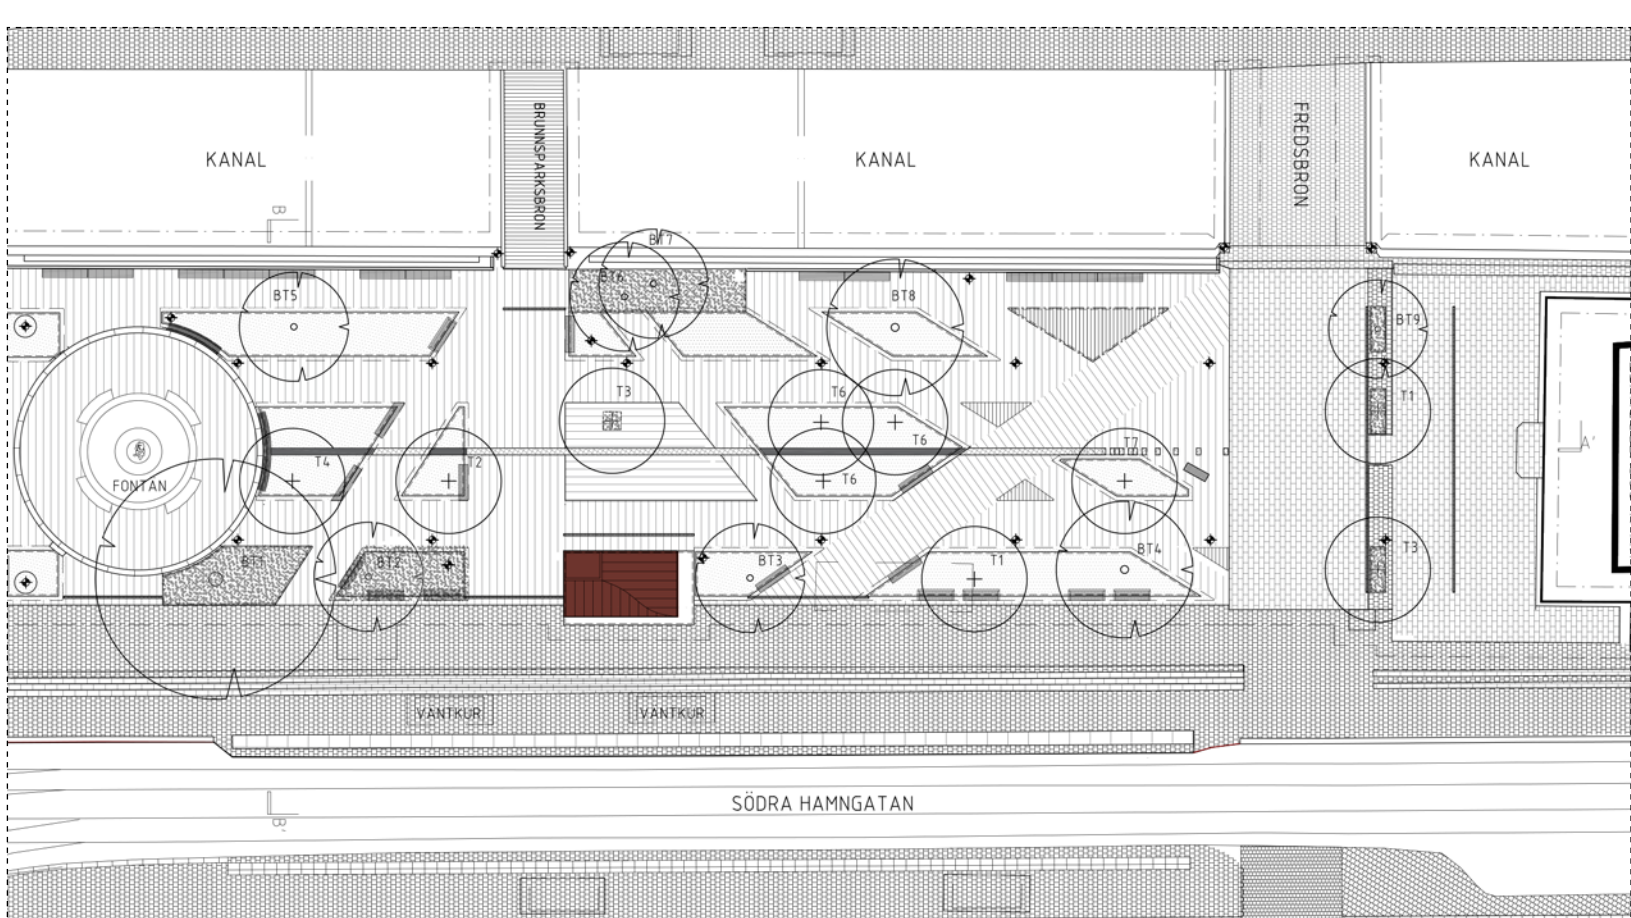 BRUNNSPARKSBRON
FREDSBRON
KANAL
KANAL
KANAL
B
BT7
BT6
BT5
BT8
BT9
T3
T6
T1
T6
A'
T4
T2
T7
T6
FONTÄN
BT1
BT2
BT3
T1
BT4
T3
VÄNTKUR
VÄNTKUR
SÖDRA HAMNGATAN
B'